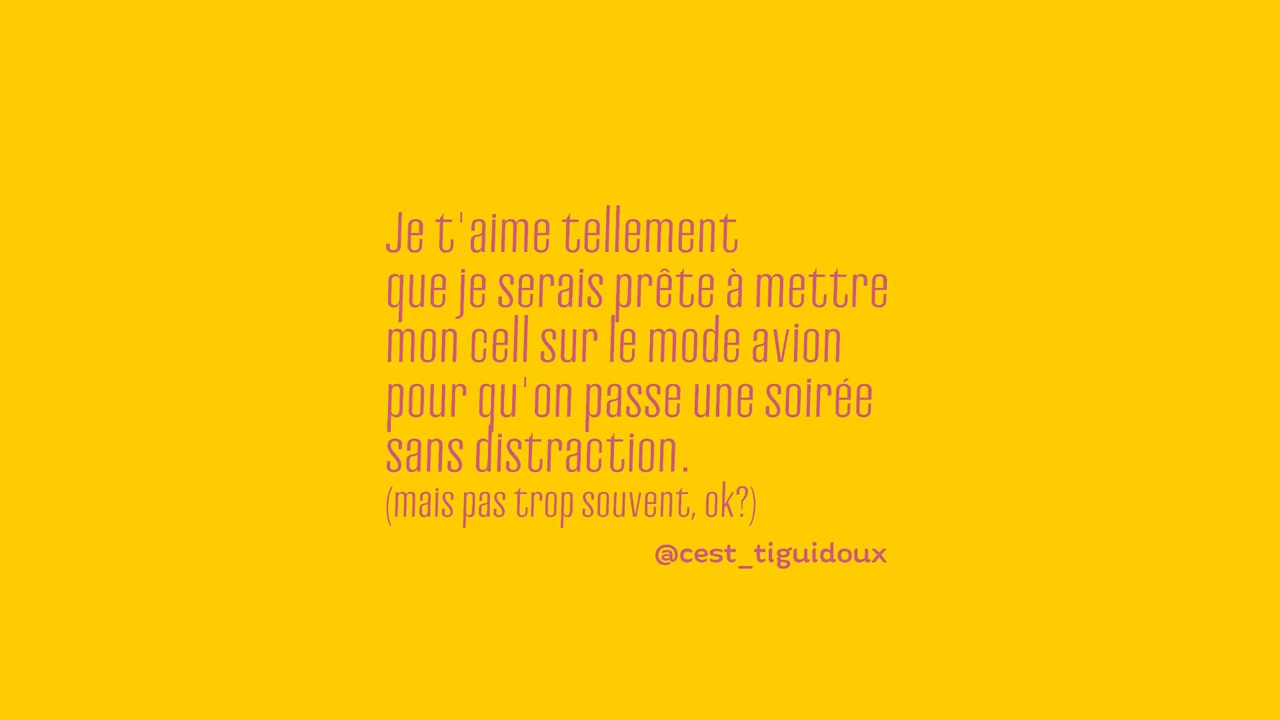 Je t'aime tellement
que je serais prête à mettre
mon cell sur le mode avion
pour qu'on passe une soirée
sans distraction.
(mais pas trop souvent, ok?)
@cest_tiguidoux